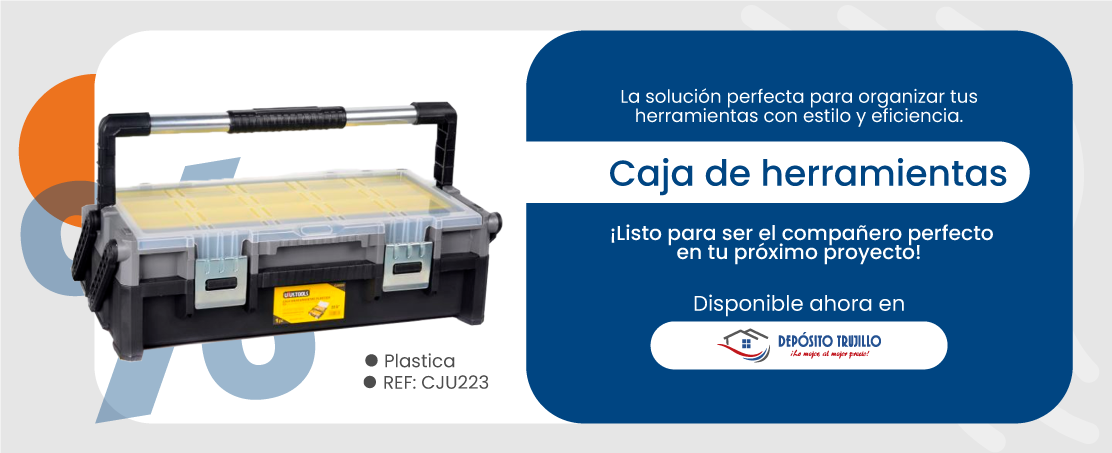 La solución perfecta para organizar tus
herramientas con estilo y eficiencia.
Caja de herramientas
¡Listo para ser el compañero perfecto
en tu próximo proyecto!
Disponible ahora en
DEPÓSITO TRUJILLO
¡Lo mejor, al mejor precio!
● Plastica
● REF: CJU223
%